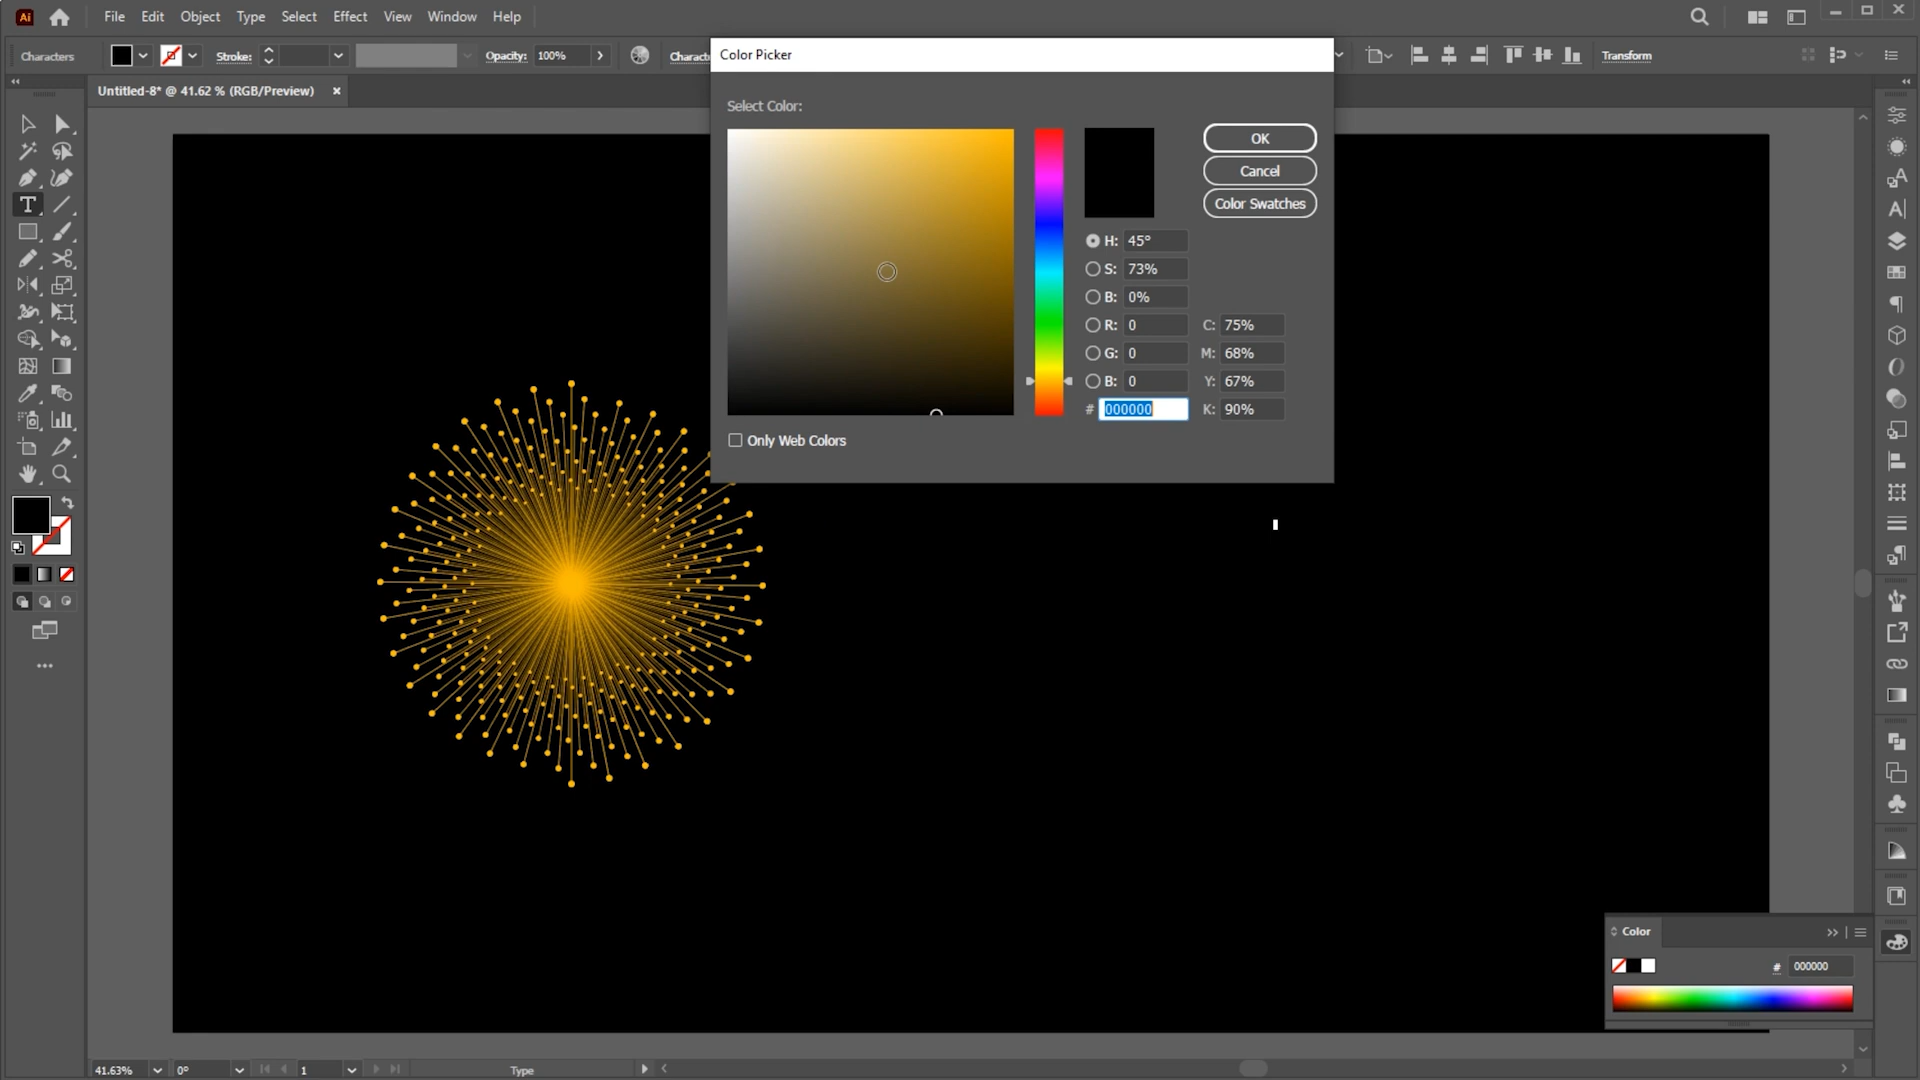 Ai File Edit Object Type Select Effect View Window Help
Characters Stroke: Opacity: 100% Charact Transform
Color Picker
Untitled-8* @ 41.62 % (RGB/Preview) ×
Select Color:
OK
Cancel
Color Swatches
H: 45°
S: 73%
B: 0%
R: 0 C: 75%
G: 0 M: 68%
B: 0 Y: 67%
# 000000 K: 90%
Only Web Colors
Color
# 000000
41.63% 0° 1 Type